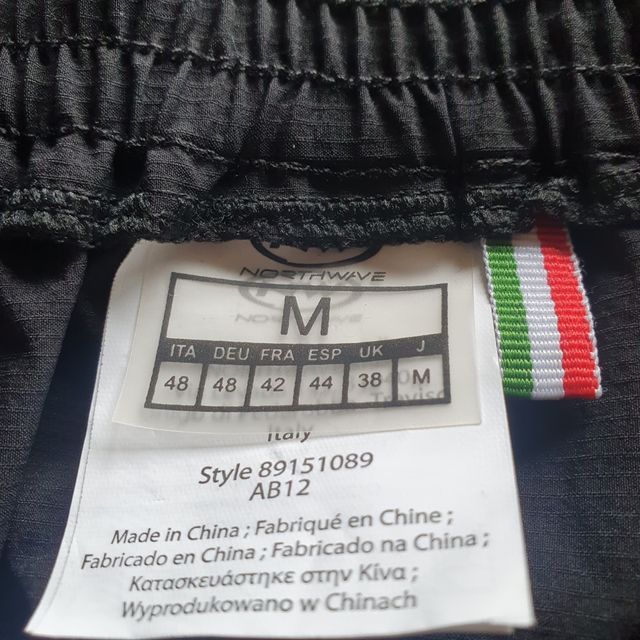 NORTHWAVE
M
ITA DEU FRA ESP UK J
48 48 42 44 38 M
Treviso
Italy
Style 89151089
AB12
Made in China ; Fabriqué en Chine ;
Fabricado en China ; Fabricado na China ;
Κατασκευάστηκε στην Κίνα ;
Wyprodukowano w Chinach